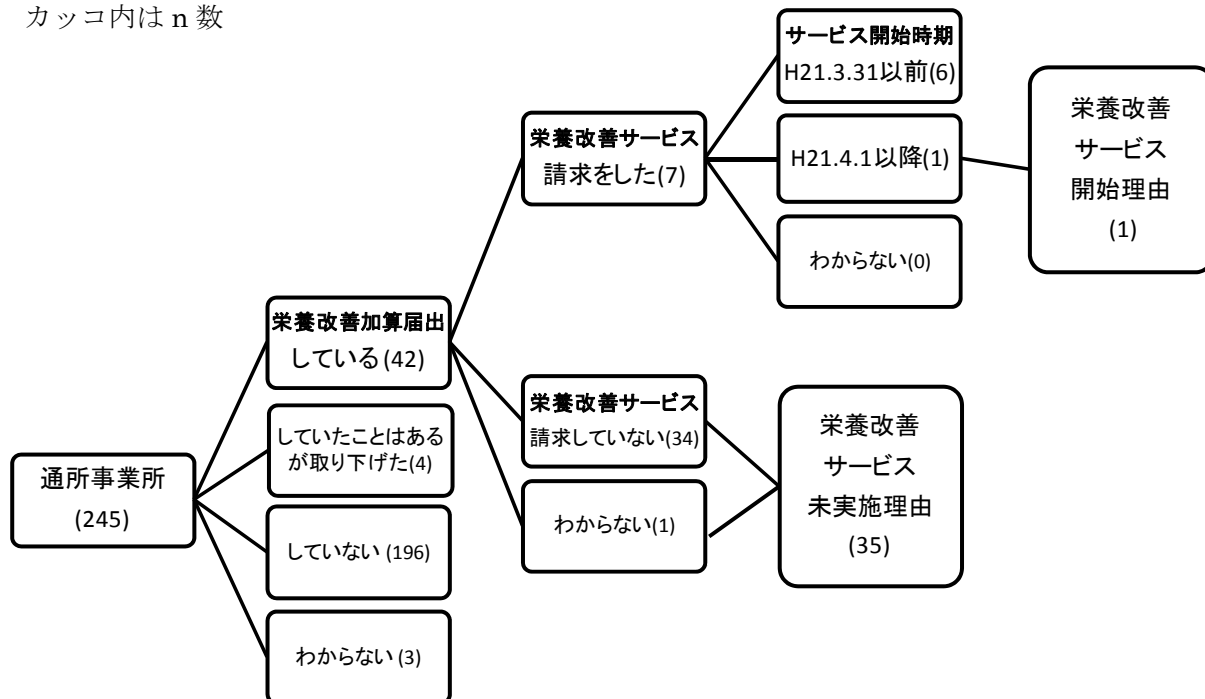 カッコ内は n 数
通所事業所
(245)
栄養改善加算届出
している(42)
していたことはある
が取り下げた(4)
していない (196)
わからない (3)
栄養改善サービス
請求をした(7)
栄養改善サービス
請求していない(34)
わからない(1)
サービス開始時期
H21.3.31以前(6)
H21.4.1以降(1)
わからない(0)
栄養改善
サービス
開始理由
(1)
栄養改善
サービス
未実施理由
(35)